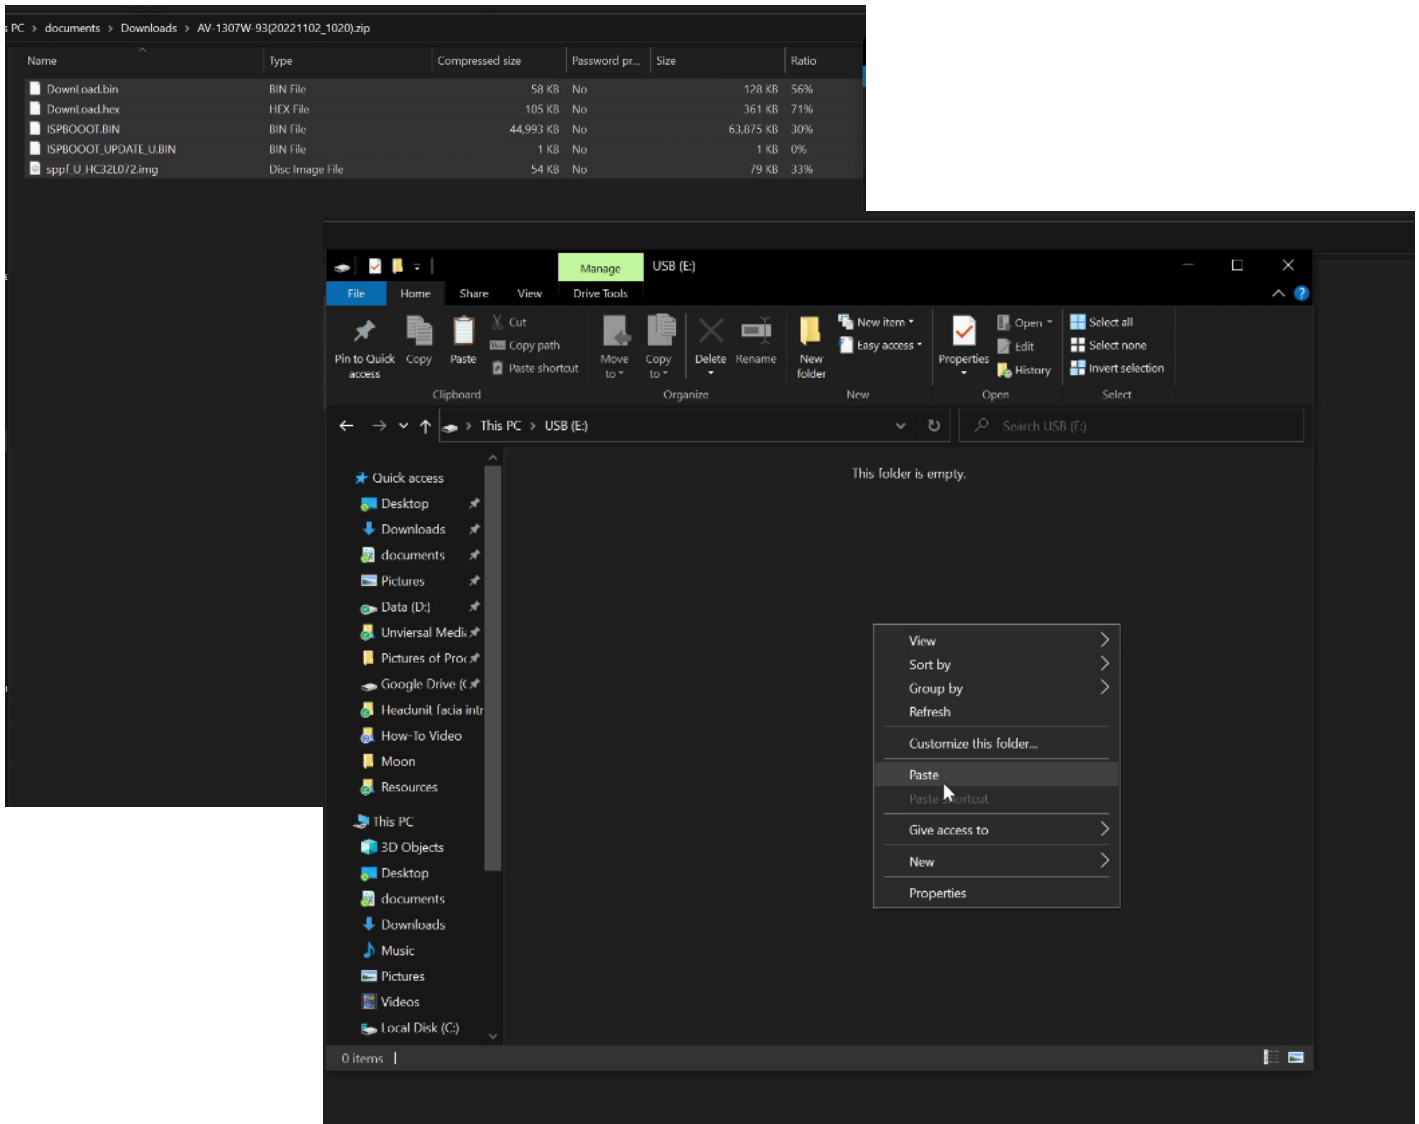 PC > documents > Downloads > AV-1307W-93(20221102_1020).zip
Name Type Compressed size Password pr... Size Ratio
DownLoad.bin BIN File 58 KB No 128 KB 56%
DownLoad.hex HEX File 105 KB No 361 KB 71%
ISPBOOOT.BIN BIN File 44,993 KB No 63,875 KB 30%
ISPBOOOT_UPDATE_U.BIN BIN File 1 KB No 1 KB 0%
sppf_U_HC32L072.img Disc Image File 54 KB No 79 KB 33%
Manage USB (E:)
File Home Share View Drive Tools
Pin to Quick access
Copy
Paste
Cut
Copy path
Paste shortcut
Move to
Copy to
Delete
Rename
New folder
New item
Easy access
Properties
Open
Edit
History
Select all
Select none
Invert selection
Clipboard Organize New Open Select
This PC > USB (E:) Search USB (E:)
This folder is empty.
Quick access
Desktop
Downloads
documents
Pictures
Data (D:)
Unviersal Medi
Pictures of Pro
Google Drive (
Headunit facia intr
How-To Video
Moon
Resources
This PC
3D Objects
Desktop
documents
Downloads
Music
Pictures
Videos
Local Disk (C:)
View
Sort by
Group by
Refresh
Customize this folder...
Paste
Paste shortcut
Give access to
New
Properties
0 items